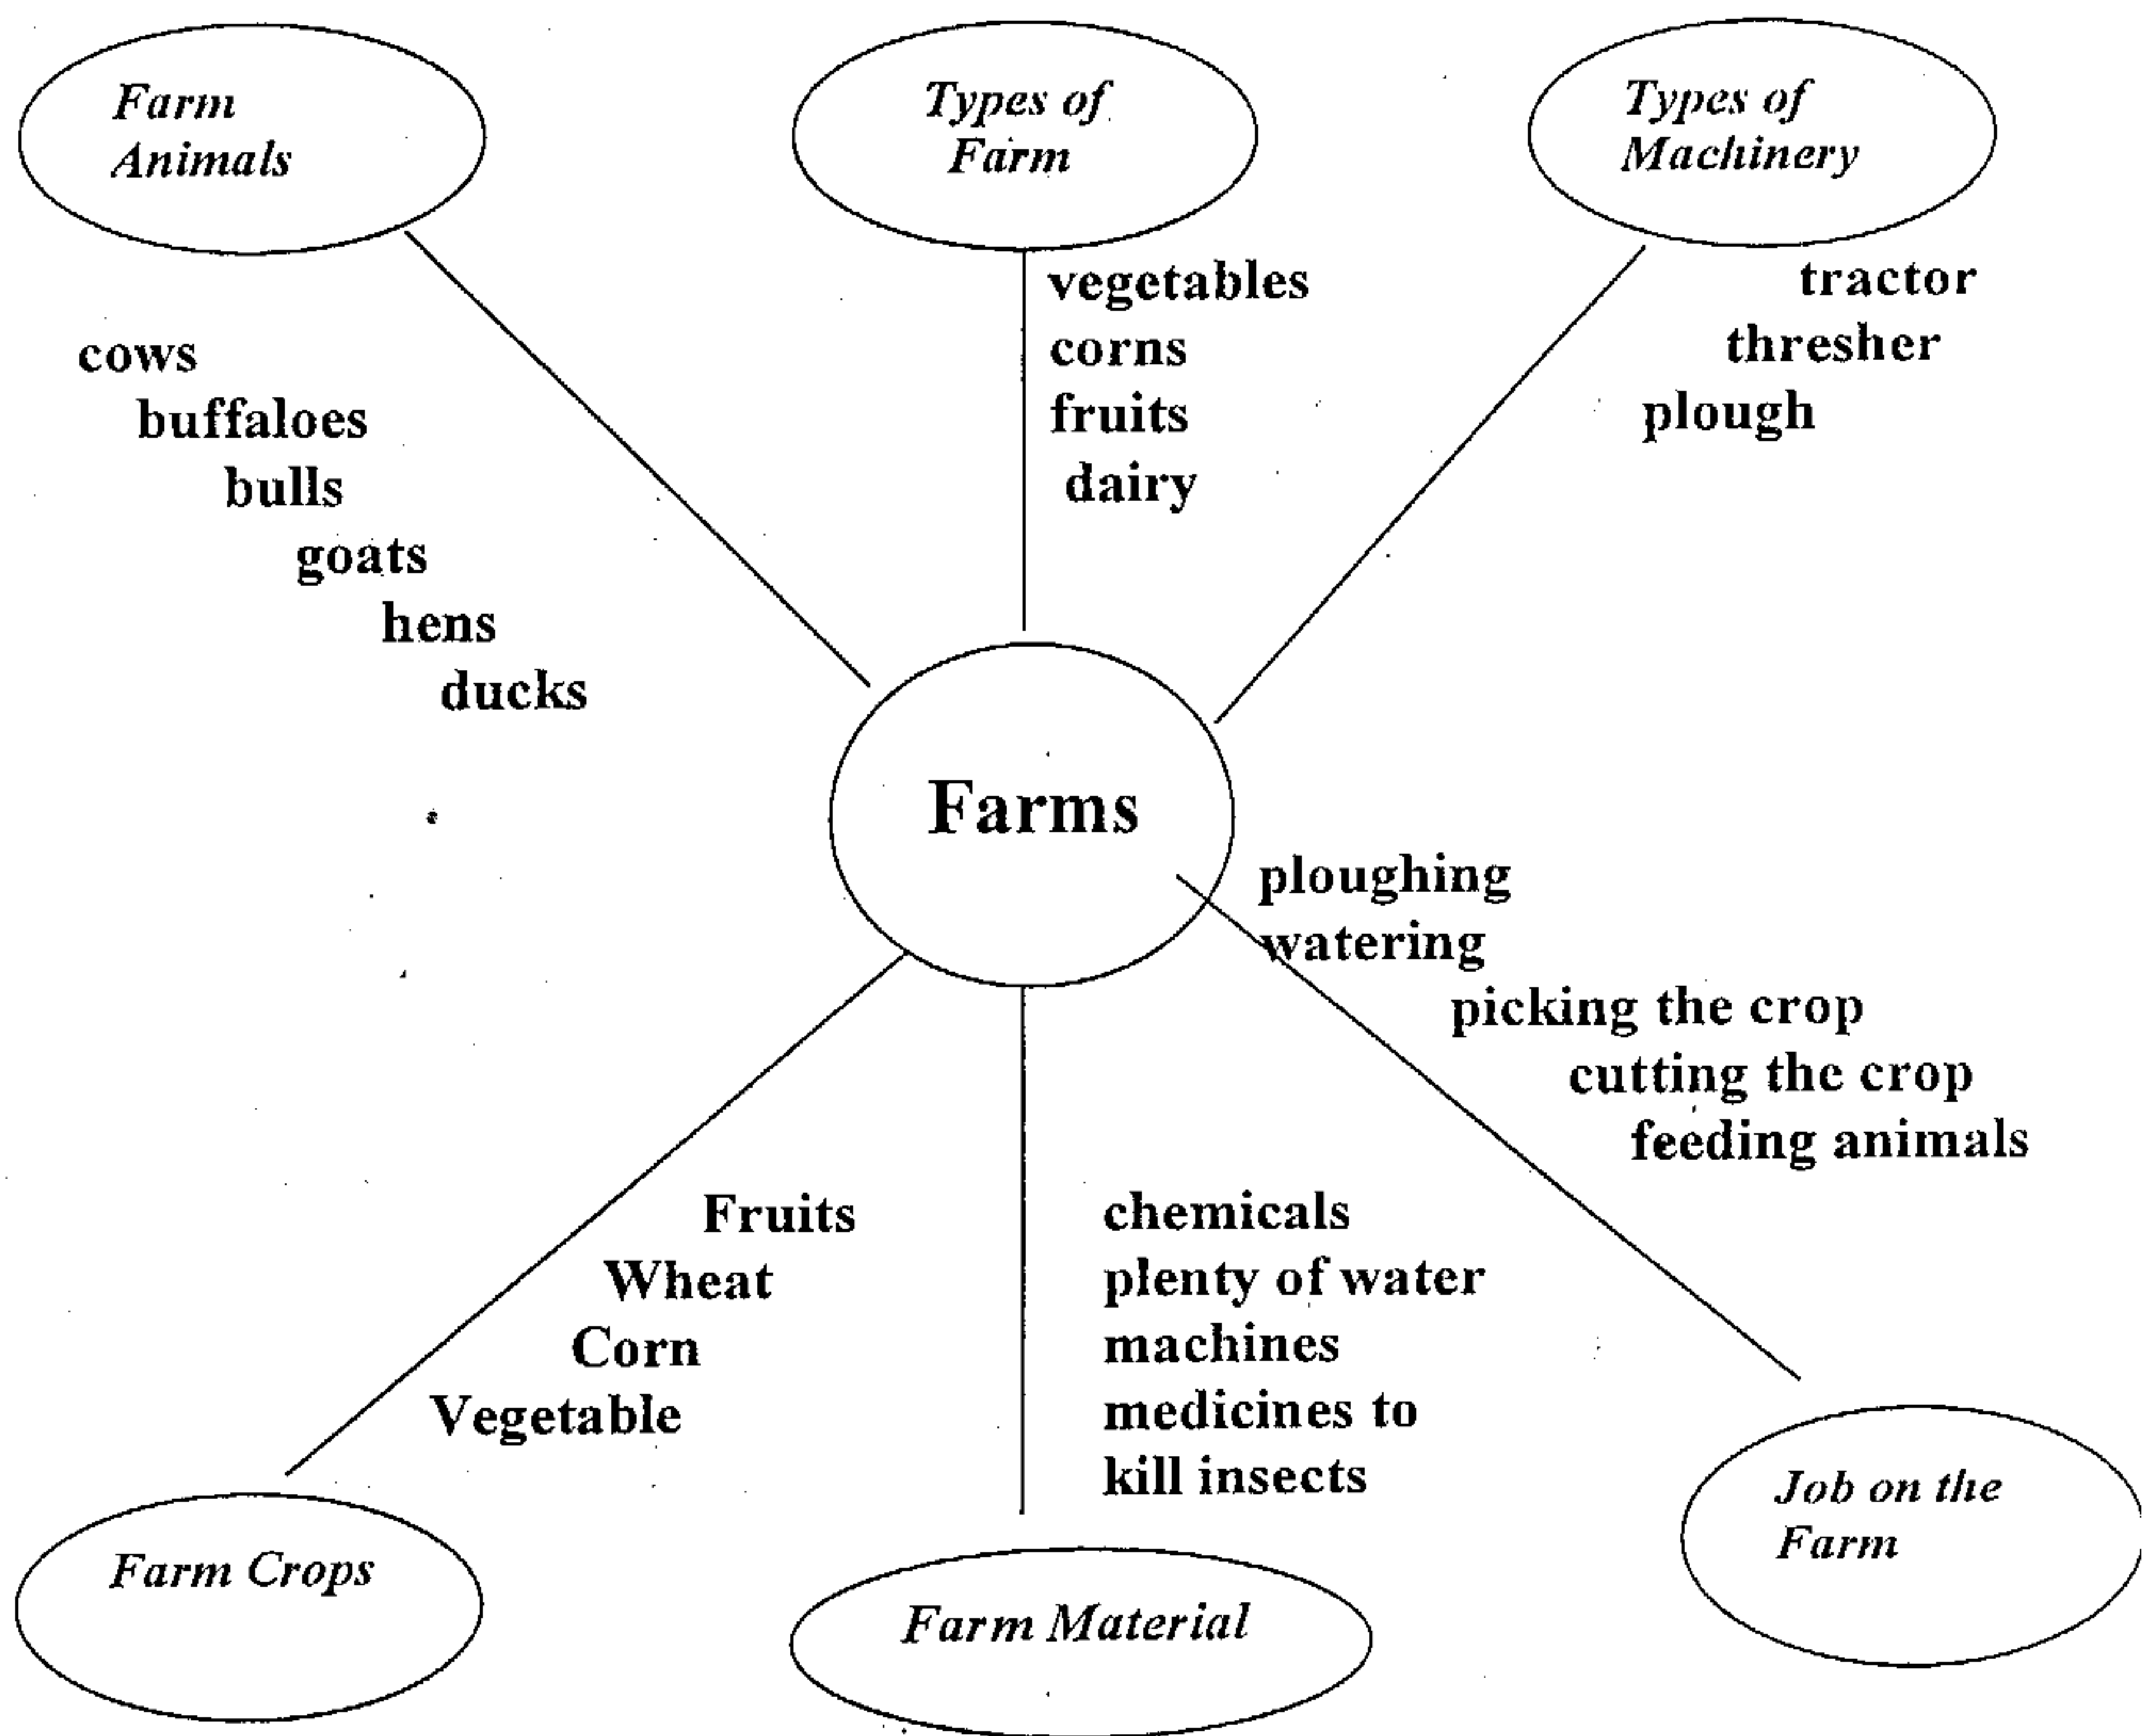 Farm
Animals
Types of
Farm
Types of
Machinery
cows
buffaloes
bulls
goats
hens
ducks
vegetables
corns
fruits
dairy
tractor
thresher
plough
Farms
ploughing
watering
picking the crop
cutting the crop
feeding animals
Fruits
Wheat
Corn
Vegetable
chemicals
plenty of water
machines
medicines to
kill insects
Farm Crops
Farm Material
Job on the
Farm